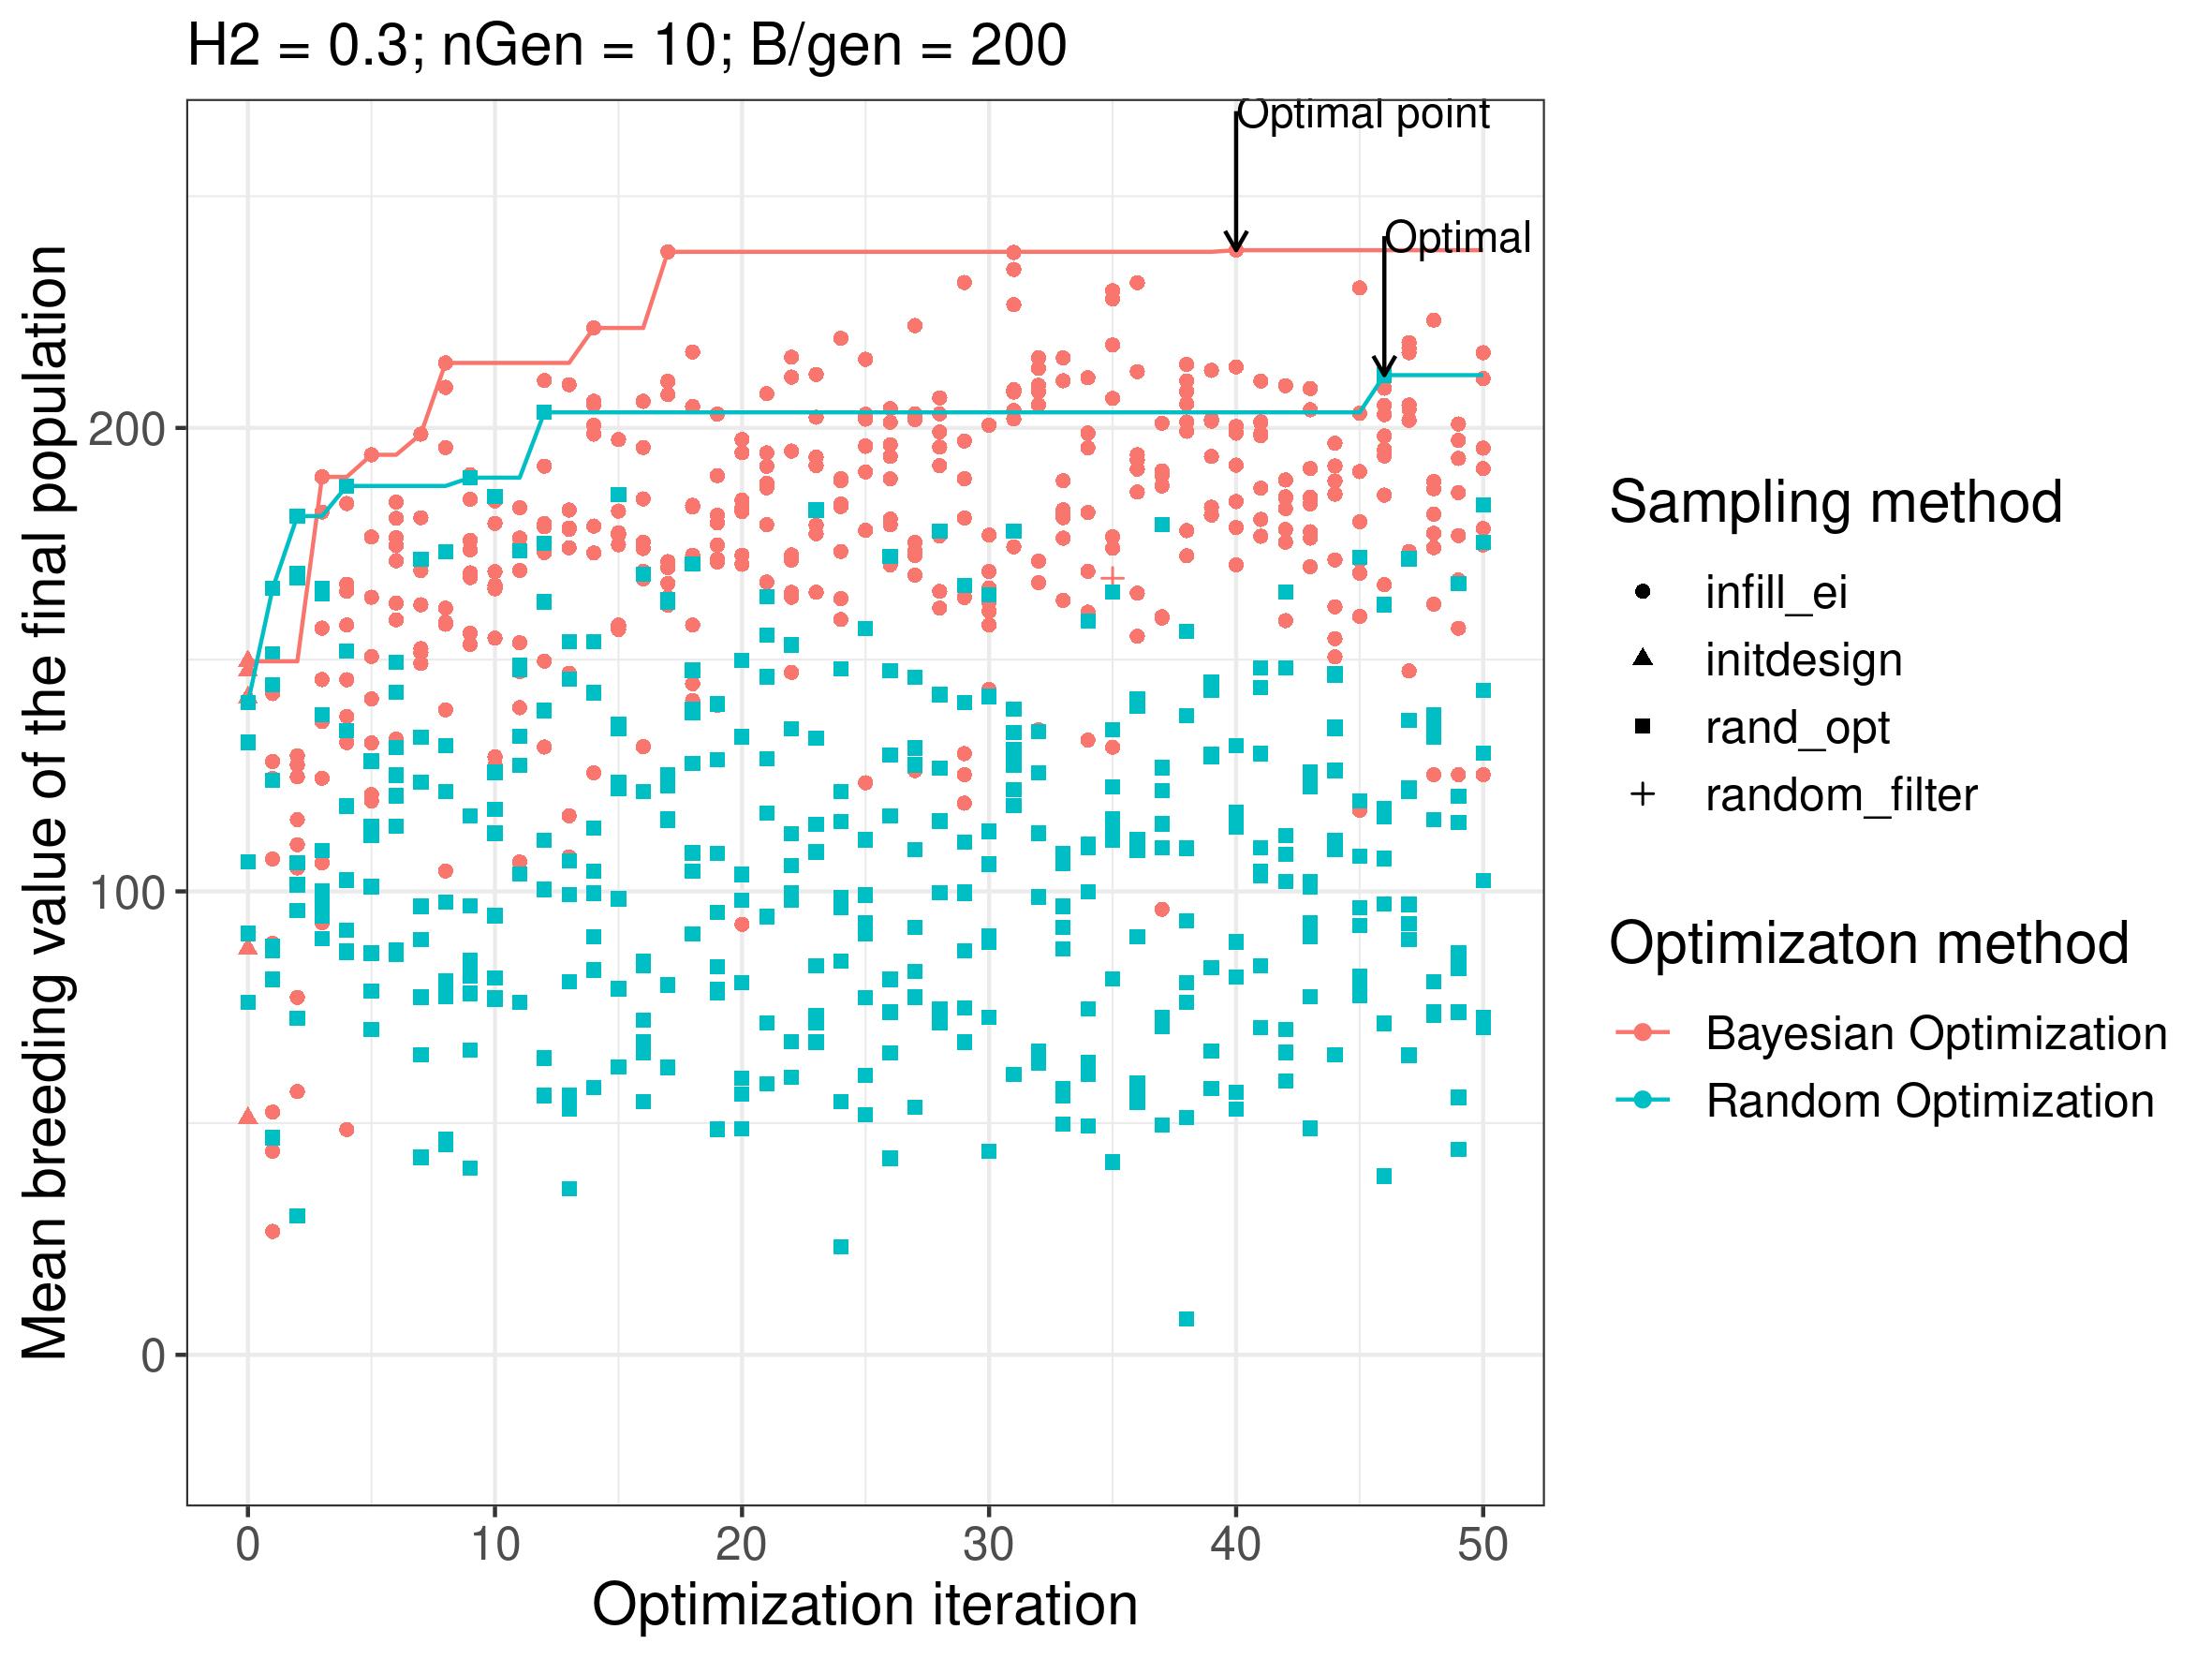 H2 = 0.3; nGen = 10; B/gen = 200
Optimal point
Optimal
Mean breeding value of the final population
200
100
0
0 10 20 30 40 50
Optimization iteration
Sampling method
infill_ei
initdesign
rand_opt
random_filter
Optimizaton method
Bayesian Optimization
Random Optimization